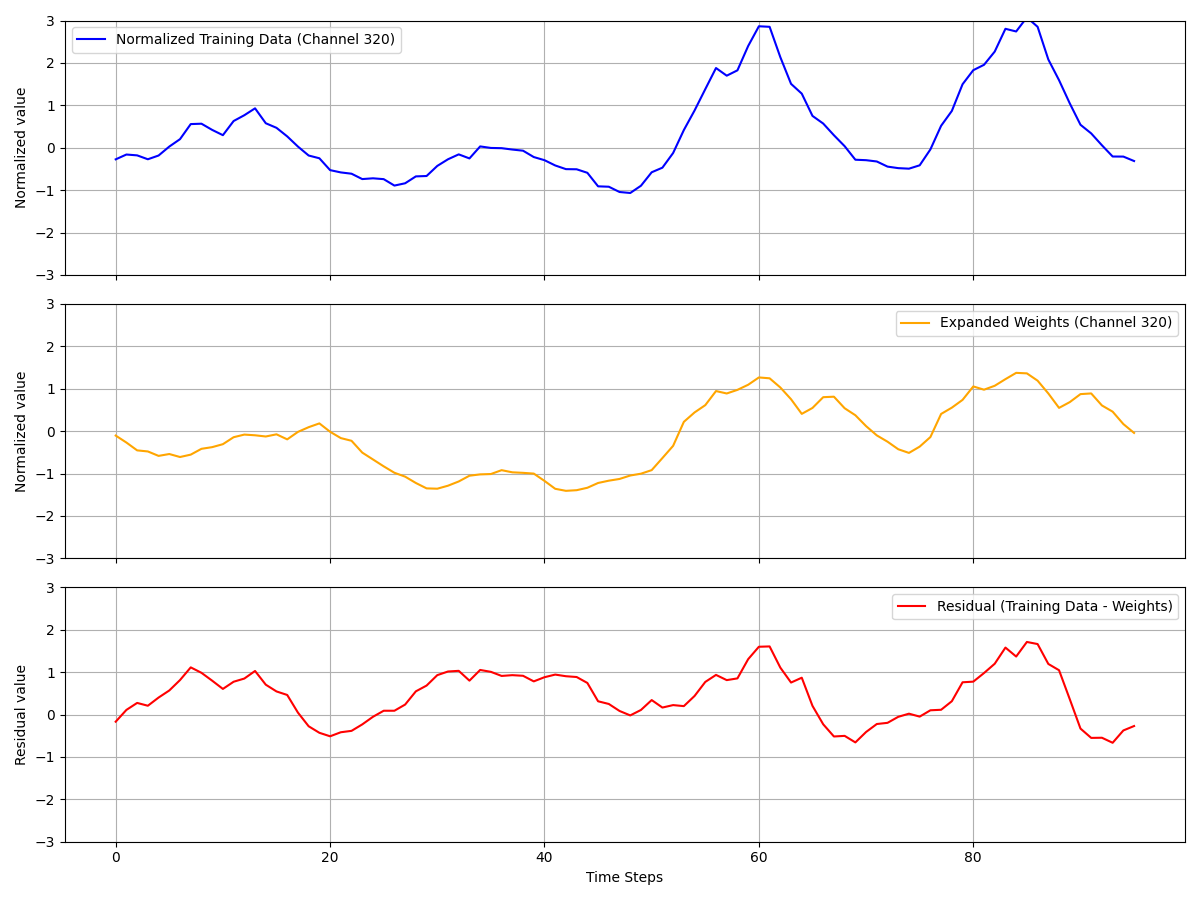 Normalized value
3
2
1
0
−1
−2
−3
Normalized Training Data (Channel 320)
Normalized value
3
2
1
0
−1
−2
−3
Expanded Weights (Channel 320)
Residual value
3
2
1
0
−1
−2
−3
Residual (Training Data - Weights)
0 20 40 60 80
Time Steps